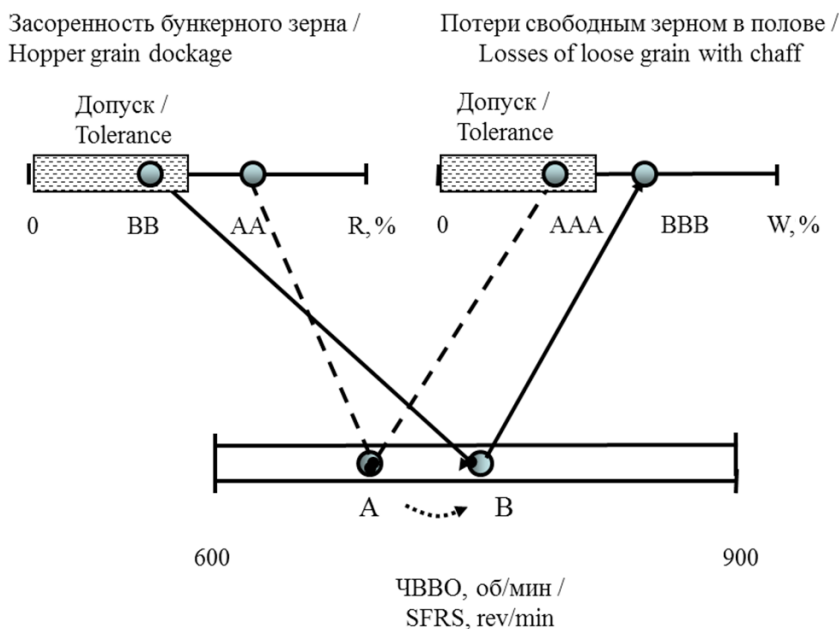 Засоренность бункерного зерна /
Hopper grain dockage
Потери свободным зерном в полове /
Losses of loose grain with chaff
Допуск /
Tolerance
Допуск /
Tolerance
0 BB AA R, %
0 AAA BBB W, %
A B
600 900
ЧВВО, об/мин /
SFRS, rev/min